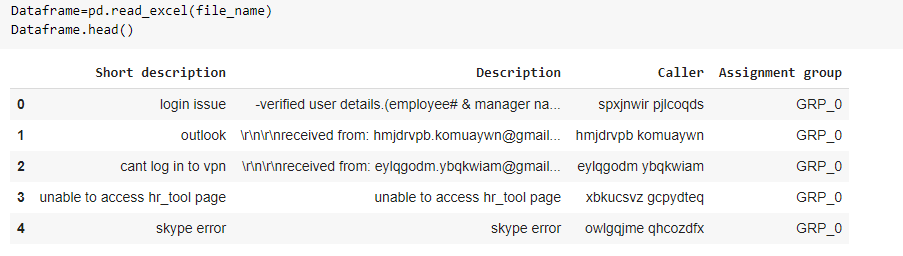 Dataframe=pd.read_excel(file_name)
Dataframe.head()
Short description Description Caller Assignment group
0 login issue -verified user details.(employee# & manager na... spxjnwir pjlcoqds GRP_0
1 outlook \r\n\r\nreceived from: hmjdrvpb.komuaywn@gmail... hmjdrvpb komuaywn GRP_0
2 cant log in to vpn \r\n\r\nreceived from: eylqgodm.ybqkwiam@gmail... eylqgodm ybqkwiam GRP_0
3 unable to access hr_tool page unable to access hr_tool page xbkucsvz gcpydteq GRP_0
4 skype error skype error owlgqjme qhcozdfx GRP_0